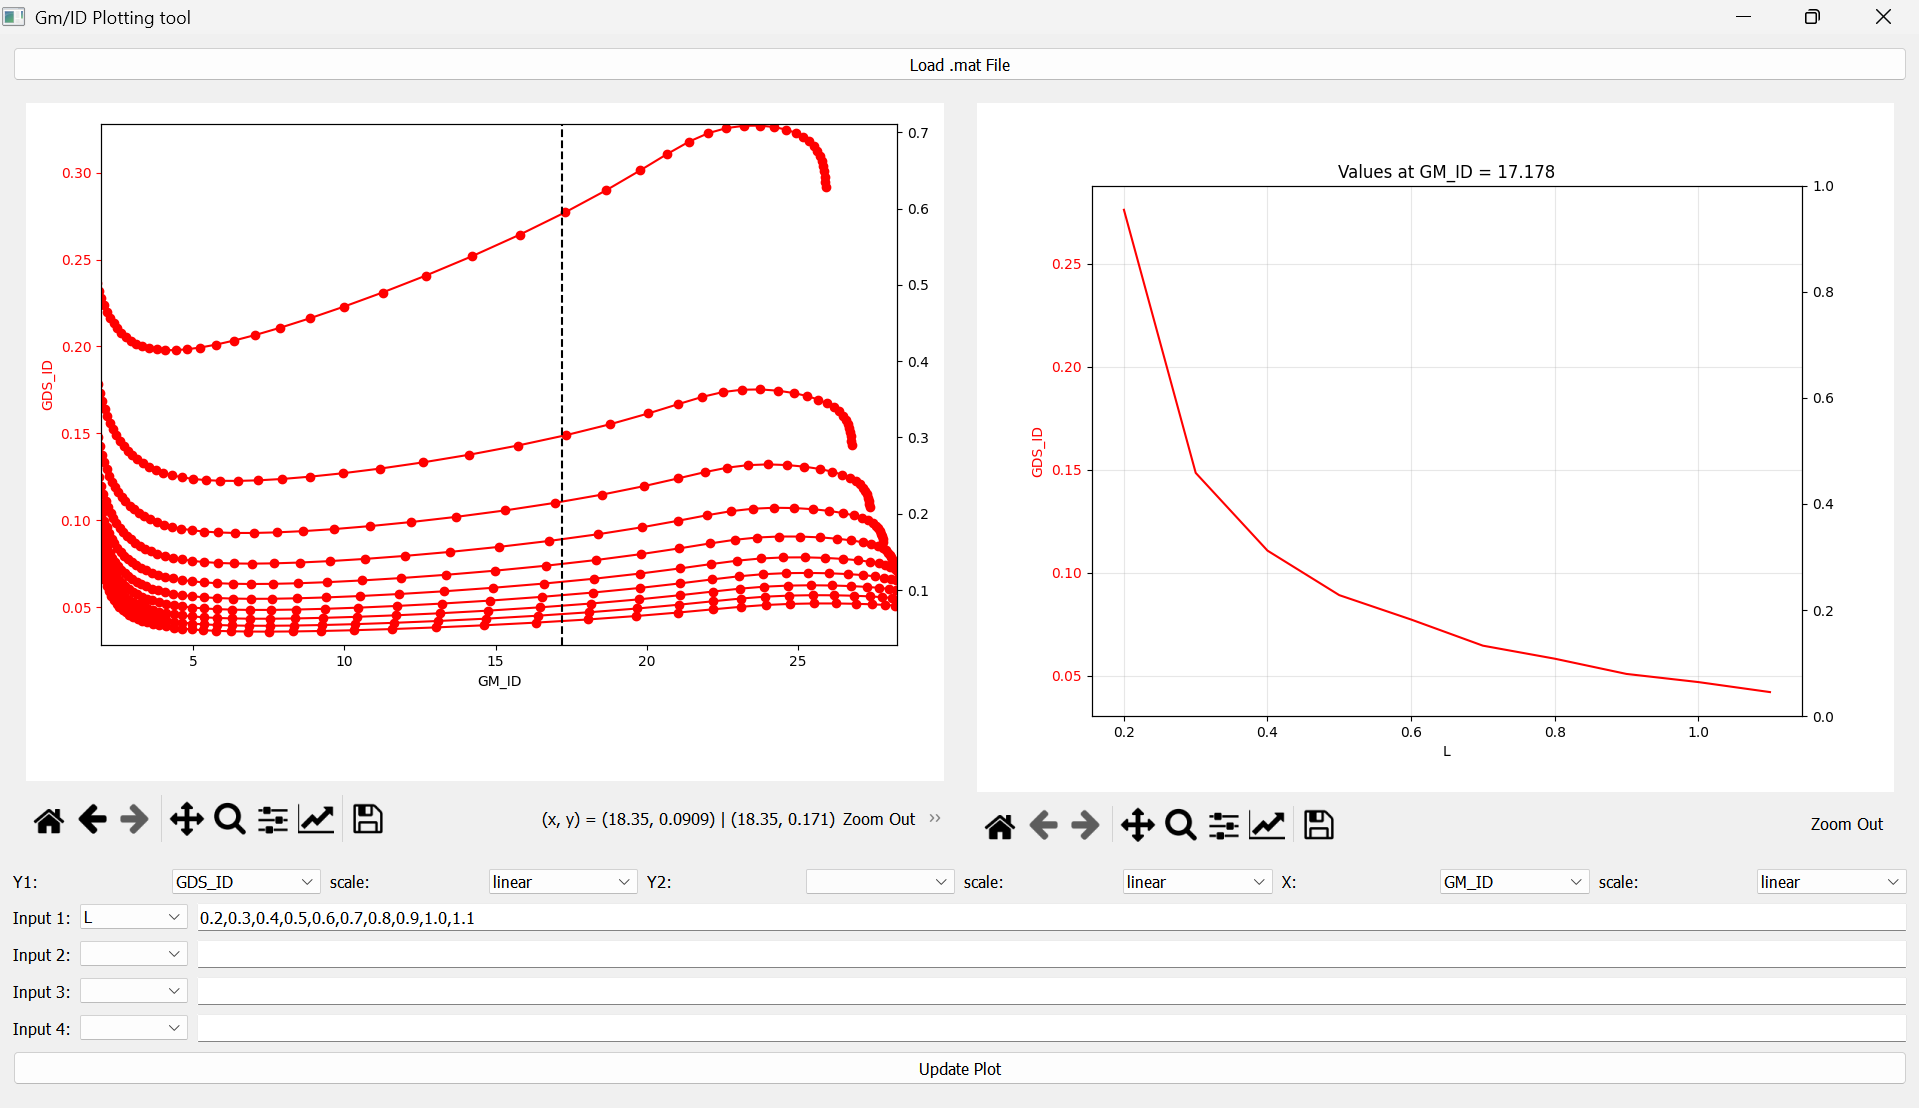 Gm/ID Plotting tool
Load .mat File
0.30
0.25
0.20
0.15
0.10
0.05
GDS_ID
0.7
0.6
0.5
0.4
0.3
0.2
0.1
5 10 15 20 25
GM_ID
Values at GM_ID = 17.178
0.25
0.20
0.15
0.10
0.05
GDS_ID
1.0
0.8
0.6
0.4
0.2
0.0
0.2 0.4 0.6 0.8 1.0
L
(x, y) = (18.35, 0.0909) | (18.35, 0.171) Zoom Out »
Zoom Out
Y1: GDS_ID scale: linear Y2: scale: linear X: GM_ID scale: linear
Input 1: L 0.2,0.3,0.4,0.5,0.6,0.7,0.8,0.9,1.0,1.1
Input 2:
Input 3:
Input 4:
Update Plot